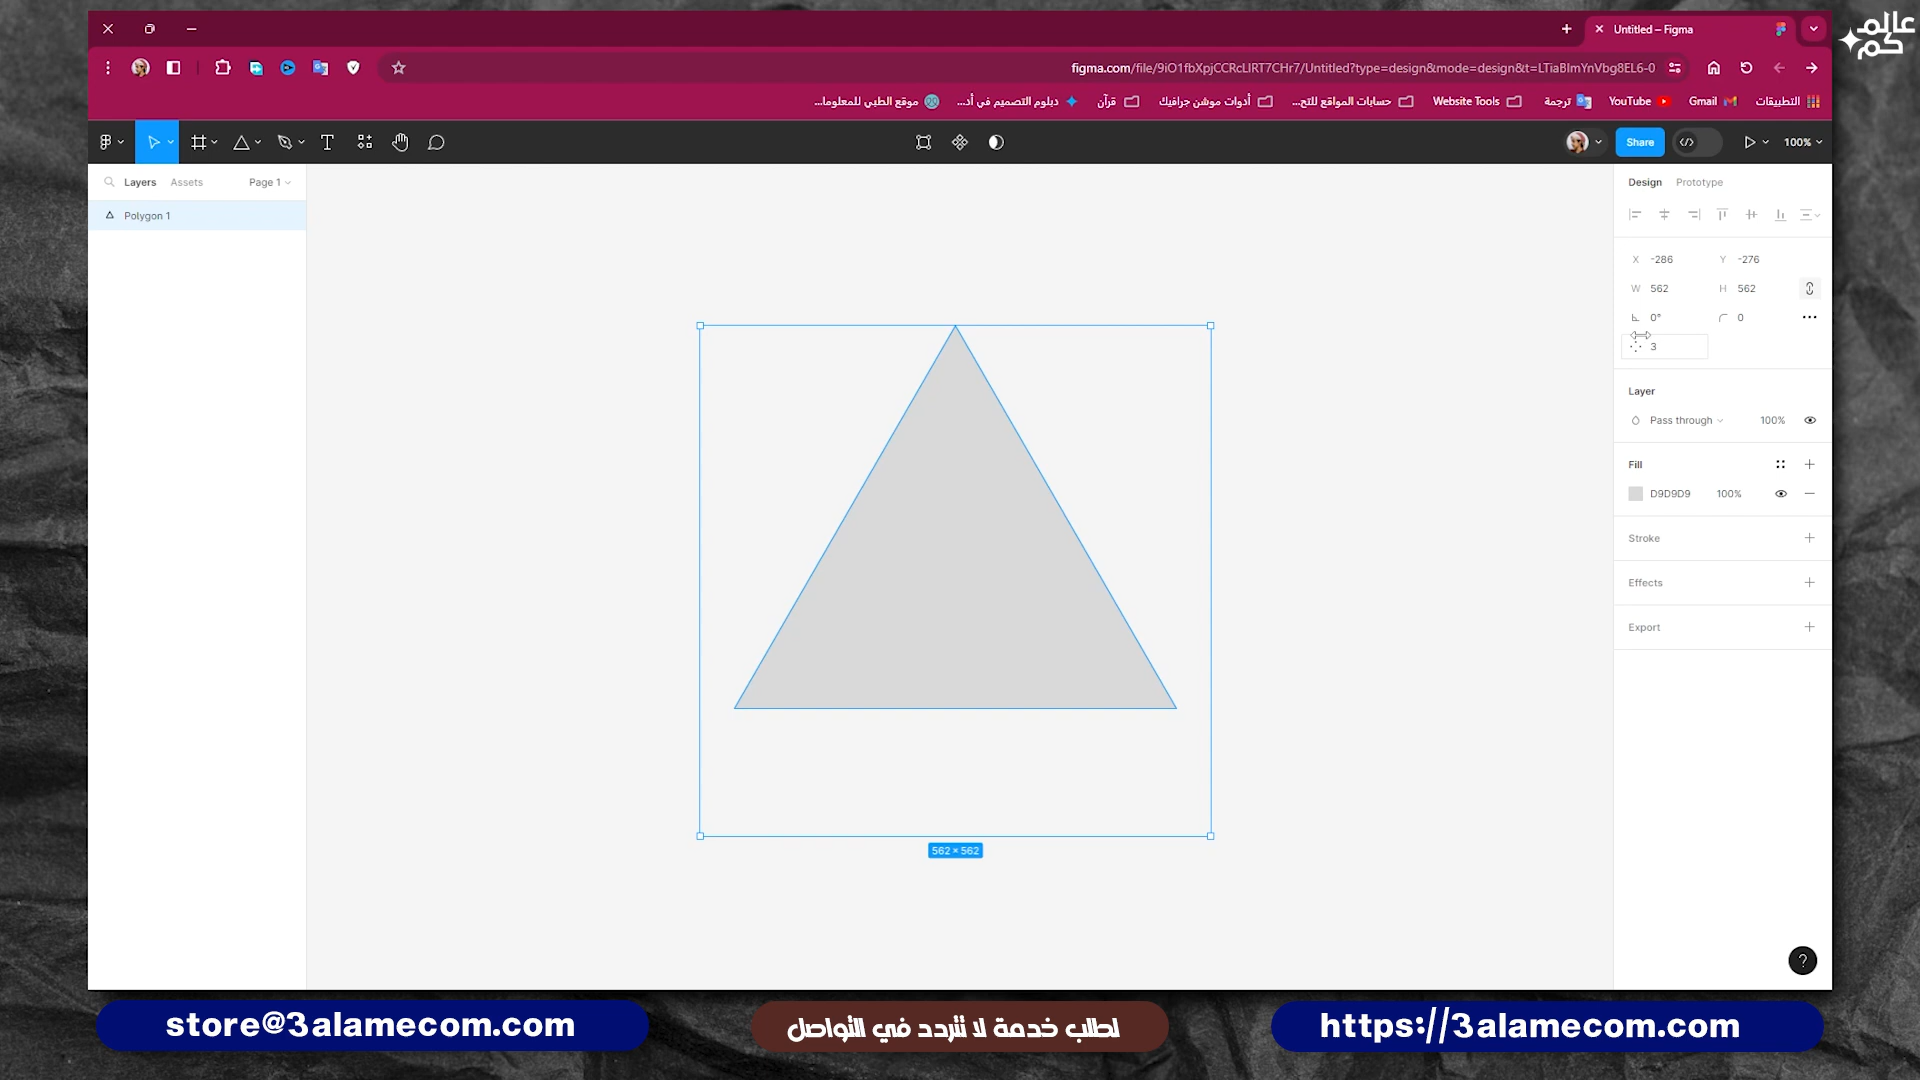 عالم
كم
Untitled – Figma
figma.com/file/9iO1fbXpjCCRcLlRT7CHr7/Untitled?type=design&mode=design&t=LTiaBlmYnVbg8EL6-0
التطبيقات
Gmail
YouTube
ترجمة
Website Tools
حسابات المواقع للتح...
أدوات موشن جرافيك
قرآن
دبلوم التصميم في أد...
موقع الطبي للمعلوما...
Share
100%
Layers Assets Page 1
Polygon 1
Design Prototype
X -286 Y -276
W 562 H 562
0° 0
3
Layer
Pass through 100%
Fill
D9D9D9 100%
Stroke
Effects
Export
562 × 562
?
store@3alamecom.com
لطلب خدمة لا تتردد في التواصل
https://3alamecom.com